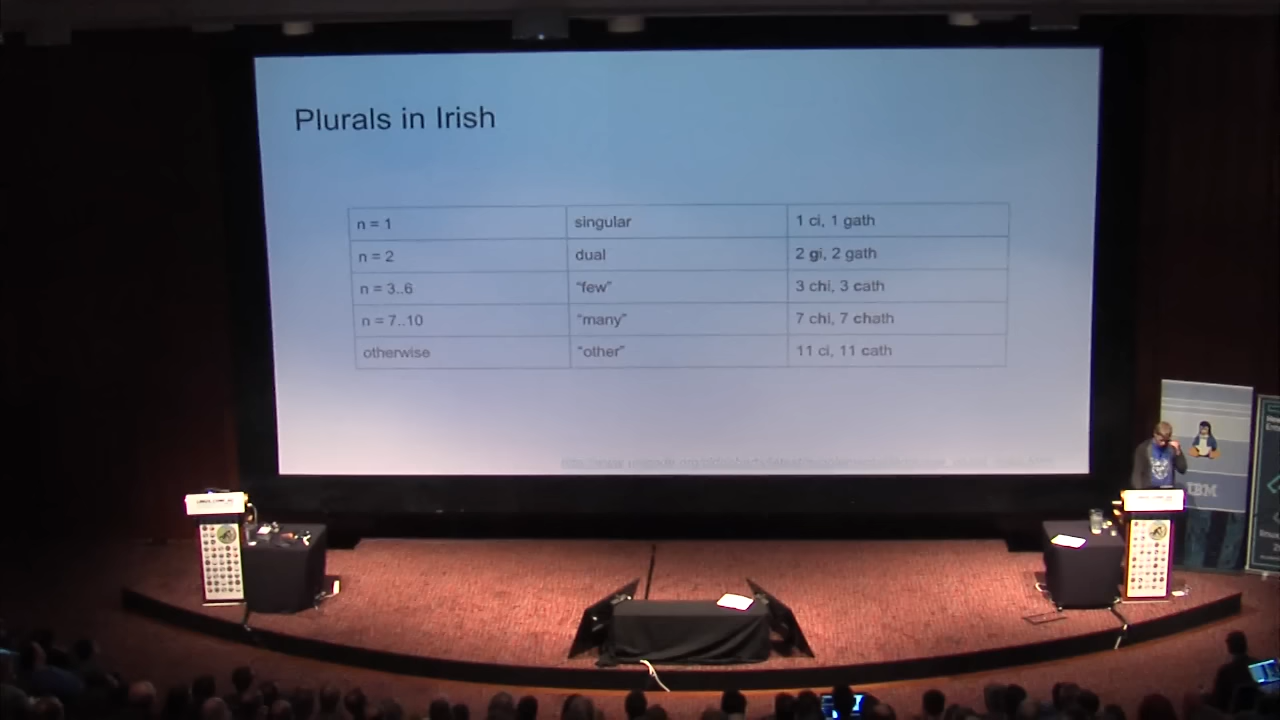 Plurals in Irish
n = 1 singular 1 ci, 1 gath
n = 2 dual 2 gi, 2 gath
n = 3..6 “few” 3 chi, 3 cath
n = 7..10 “many” 7 chi, 7 chath
otherwise “other” 11 ci, 11 cath
IBM